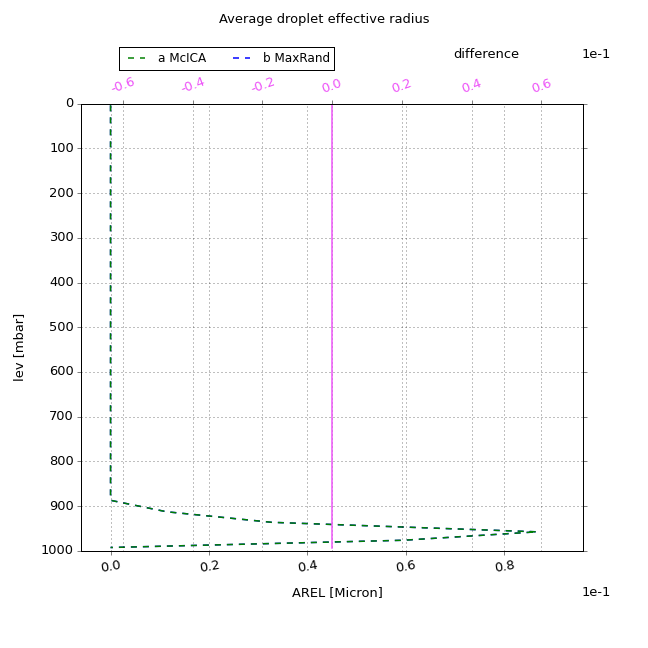 Average droplet effective radius
a McICA b MaxRand
difference 1e-1
-0.6 -0.4 -0.2 0.0 0.2 0.4 0.6
0
100
200
300
400
500
600
700
800
900
1000
lev [mbar]
0.0 0.2 0.4 0.6 0.8
AREL [Micron] 1e-1